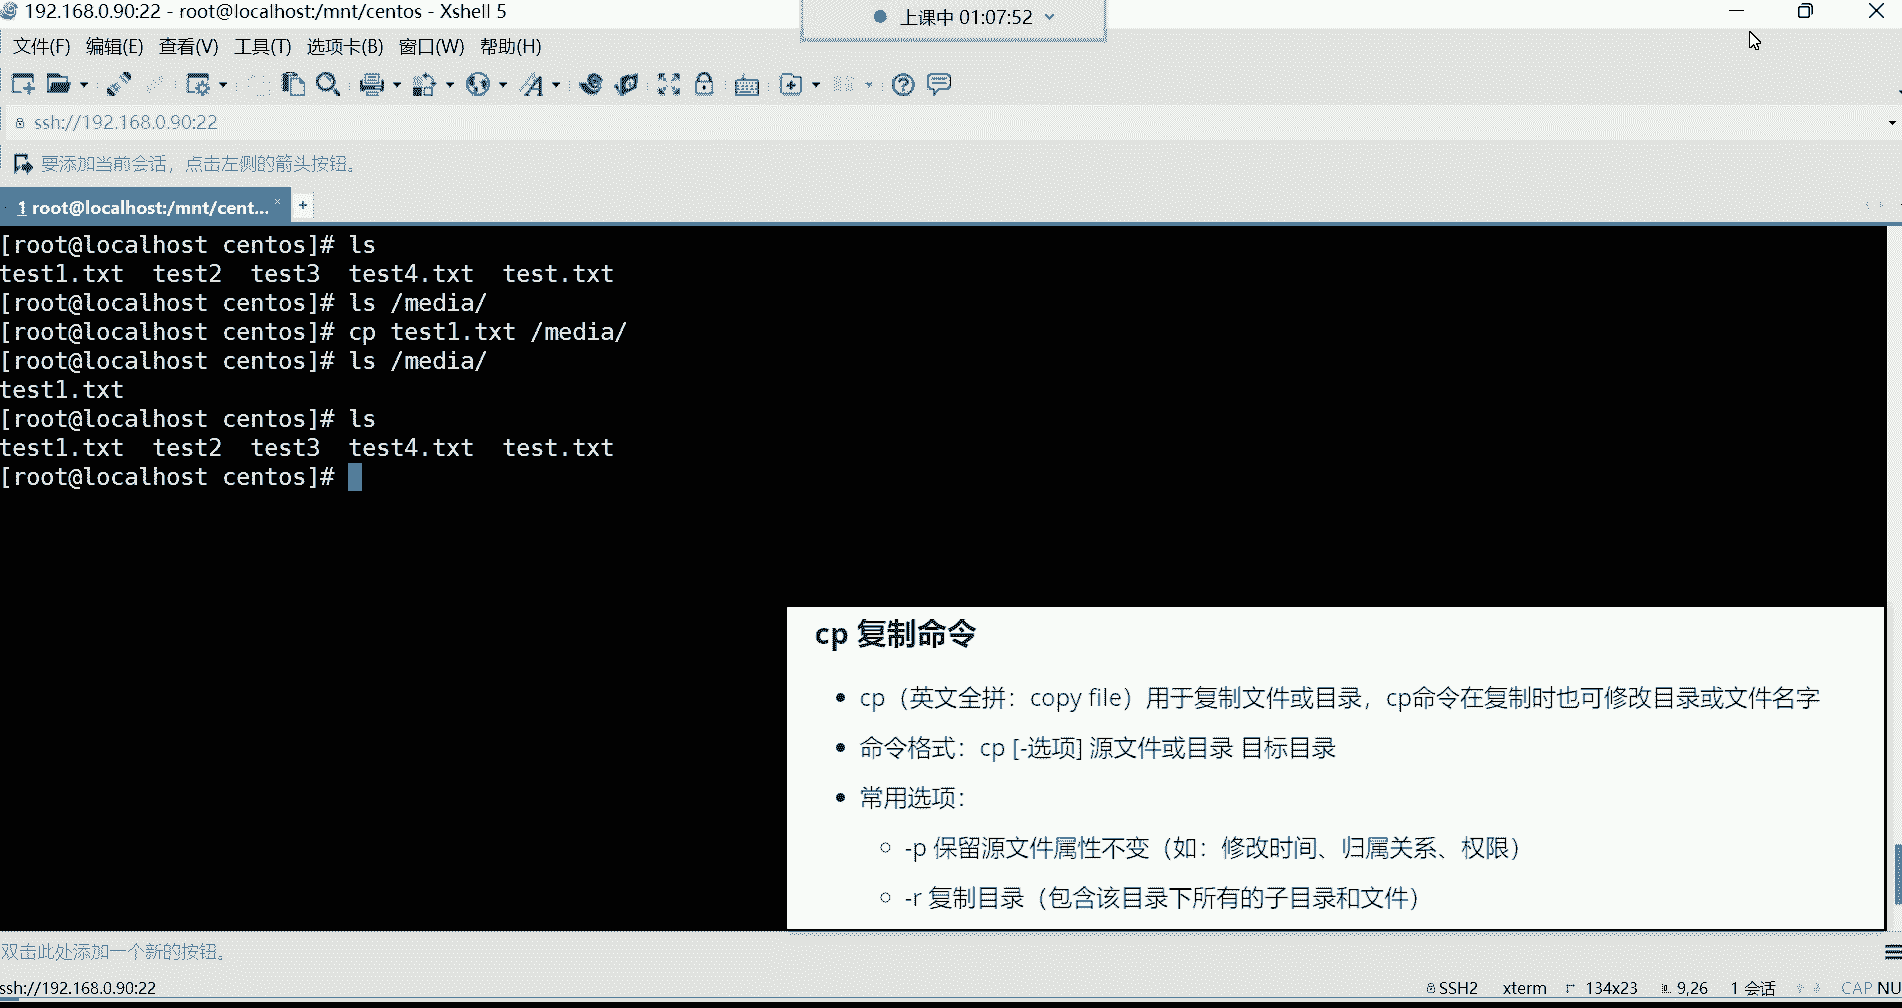 192.168.0.90:22 - root@localhost:/mnt/centos - Xshell 5
上课中 01:07:52
文件(F) 编辑(E) 查看(V) 工具(T) 选项卡(B) 窗口(W) 帮助(H)
ssh://192.168.0.90:22
要添加当前会话，点击左侧的箭头按钮。
1 root@localhost:/mnt/cent... × +
[root@localhost centos]# ls
test1.txt  test2  test3  test4.txt  test.txt
[root@localhost centos]# ls /media/
[root@localhost centos]# cp test1.txt /media/
[root@localhost centos]# ls /media/
test1.txt
[root@localhost centos]# ls
test1.txt  test2  test3  test4.txt  test.txt
[root@localhost centos]#
cp 复制命令
• cp（英文全拼：copy file）用于复制文件或目录，cp命令在复制时也可修改目录或文件名字
• 命令格式：cp [-选项] 源文件或目录 目标目录
• 常用选项：
○ -p 保留源文件属性不变（如：修改时间、归属关系、权限）
○ -r 复制目录（包含该目录下所有的子目录和文件）
双击此处添加一个新的按钮。
ssh://192.168.0.90:22 SSH2 xterm 134x23 9,26 1 会话 CAP NU